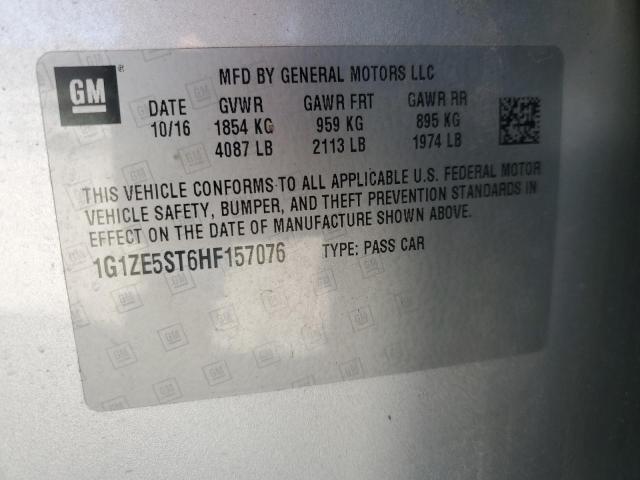 GM
MFD BY GENERAL MOTORS LLC
DATE GVWR GAWR FRT GAWR RR
10/16 1854 KG 959 KG 895 KG
4087 LB 2113 LB 1974 LB
THIS VEHICLE CONFORMS TO ALL APPLICABLE U.S. FEDERAL MOTOR
VEHICLE SAFETY, BUMPER, AND THEFT PREVENTION STANDARDS IN
EFFECT ON THE DATE OF MANUFACTURE SHOWN ABOVE.
1G1ZE5ST6HF157076 TYPE: PASS CAR